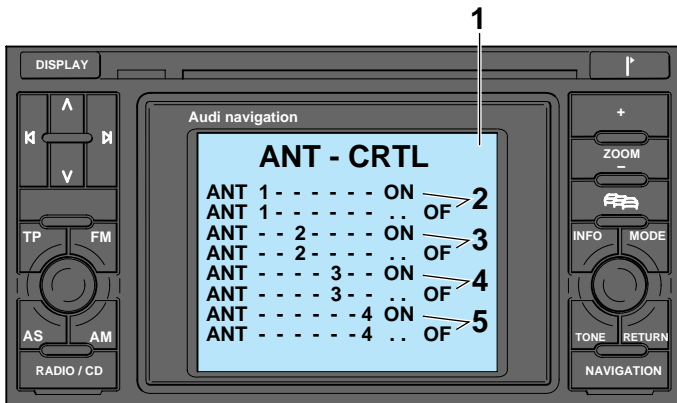 1
DISPLAY
Audi navigation
+
ANT - CRTL
ZOOM
−
ANT 1 - - - - - - ON
2
ANT 1 - - - - - - . . OF
TP FM
ANT - - 2 - - - - ON
3
INFO MODE
ANT - - 2 - - - - . . OF
ANT - - - - 3 - - ON
4
ANT - - - - 3 - - . . OF
ANT - - - - - - 4 ON
5
AS AM
ANT - - - - - - 4 . . OF
TONE RETURN
RADIO / CD
NAVIGATION